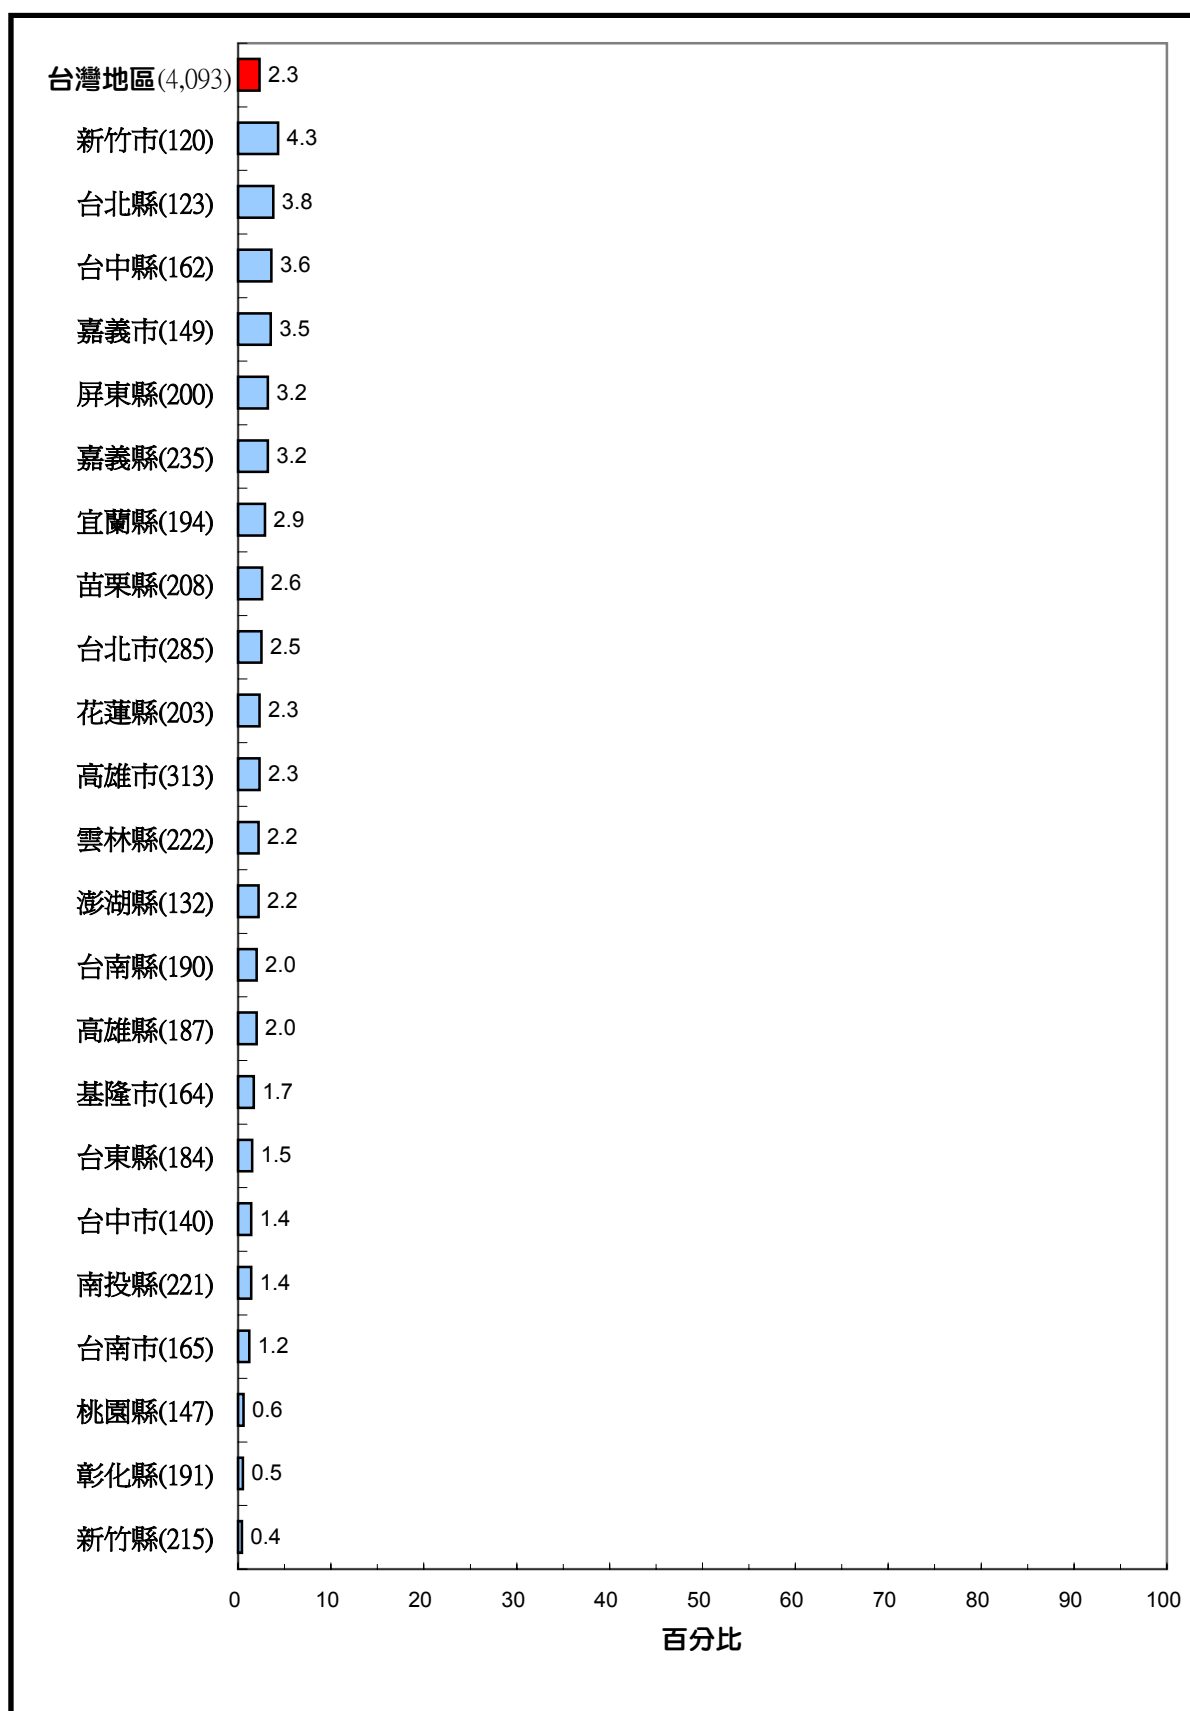 台灣地區(4,093) 2.3
新竹市(120) 4.3
台北縣(123) 3.8
台中縣(162) 3.6
嘉義市(149) 3.5
屏東縣(200) 3.2
嘉義縣(235) 3.2
宜蘭縣(194) 2.9
苗栗縣(208) 2.6
台北市(285) 2.5
花蓮縣(203) 2.3
高雄市(313) 2.3
雲林縣(222) 2.2
澎湖縣(132) 2.2
台南縣(190) 2.0
高雄縣(187) 2.0
基隆市(164) 1.7
台東縣(184) 1.5
台中市(140) 1.4
南投縣(221) 1.4
台南市(165) 1.2
桃園縣(147) 0.6
彰化縣(191) 0.5
新竹縣(215) 0.4
0 10 20 30 40 50 60 70 80 90 100
百分比